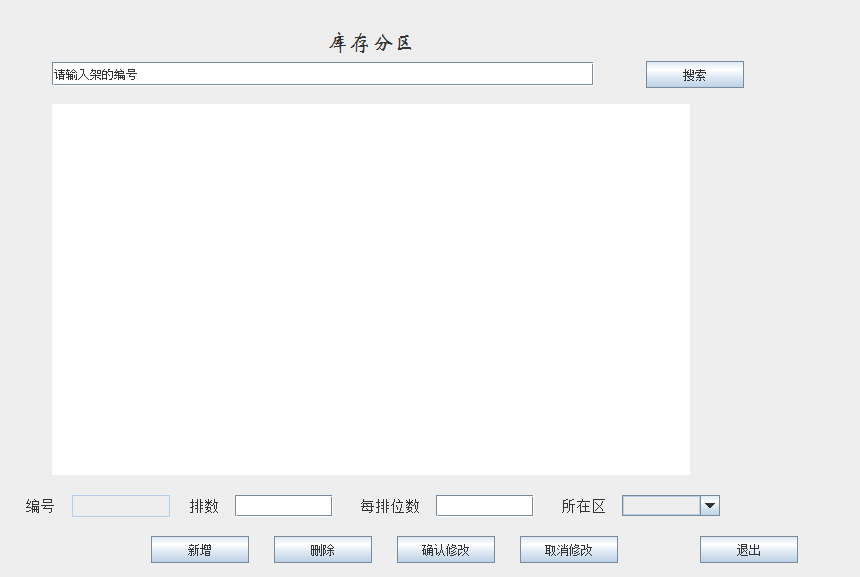 库存分区
请输入架的编号 搜索
编号 排数 每排位数 所在区
新增 删除 确认修改 取消修改 退出